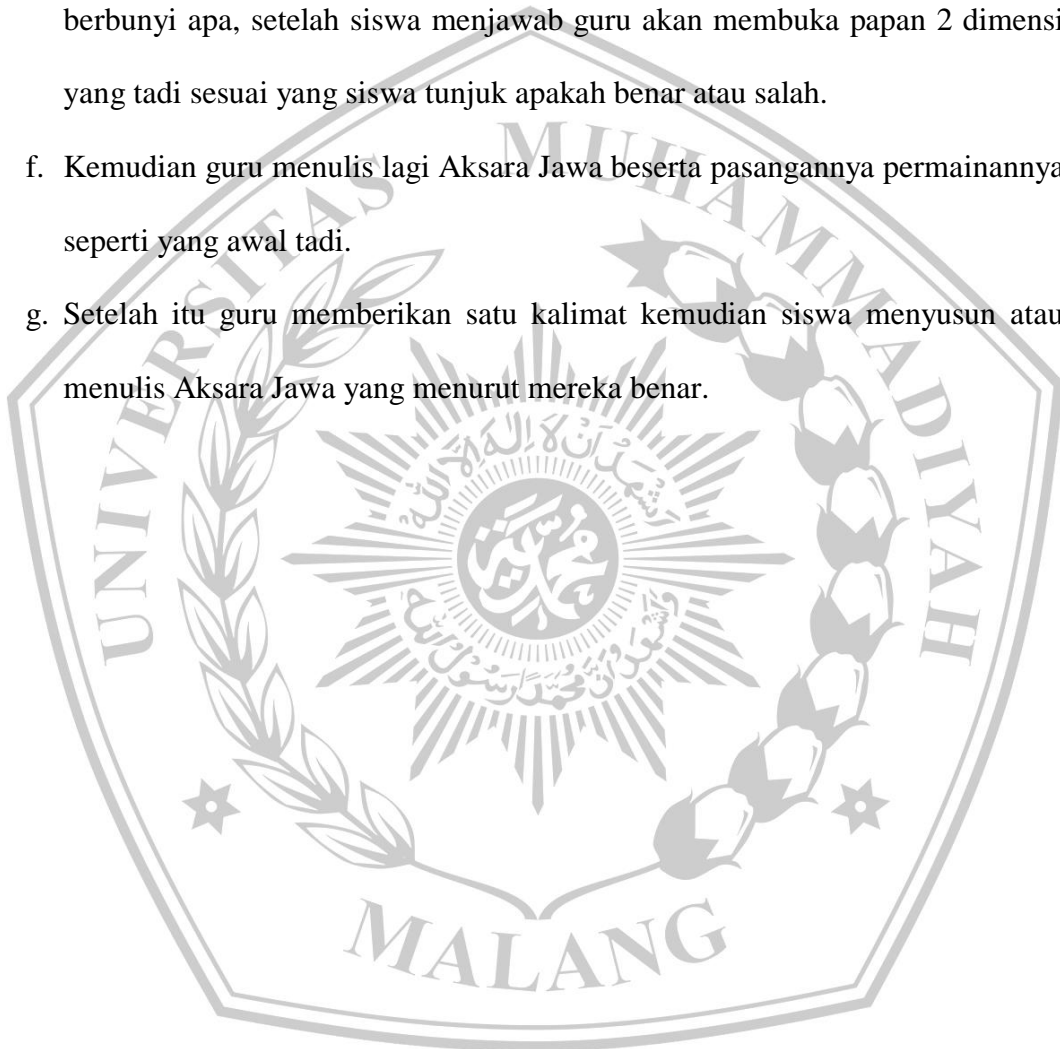 berbunyi apa, setelah siswa menjawab guru akan membuka papan 2 dimensi
yang tadi sesuai yang siswa tunjuk apakah benar atau salah.
f. Kemudian guru menulis lagi Aksara Jawa beserta pasangannya permainannya
seperti yang awal tadi.
g. Setelah itu guru memberikan satu kalimat kemudian siswa menyusun atau
menulis Aksara Jawa yang menurut mereka benar.
UNIVERSITAS MUHAMMADIYAH
MALANG